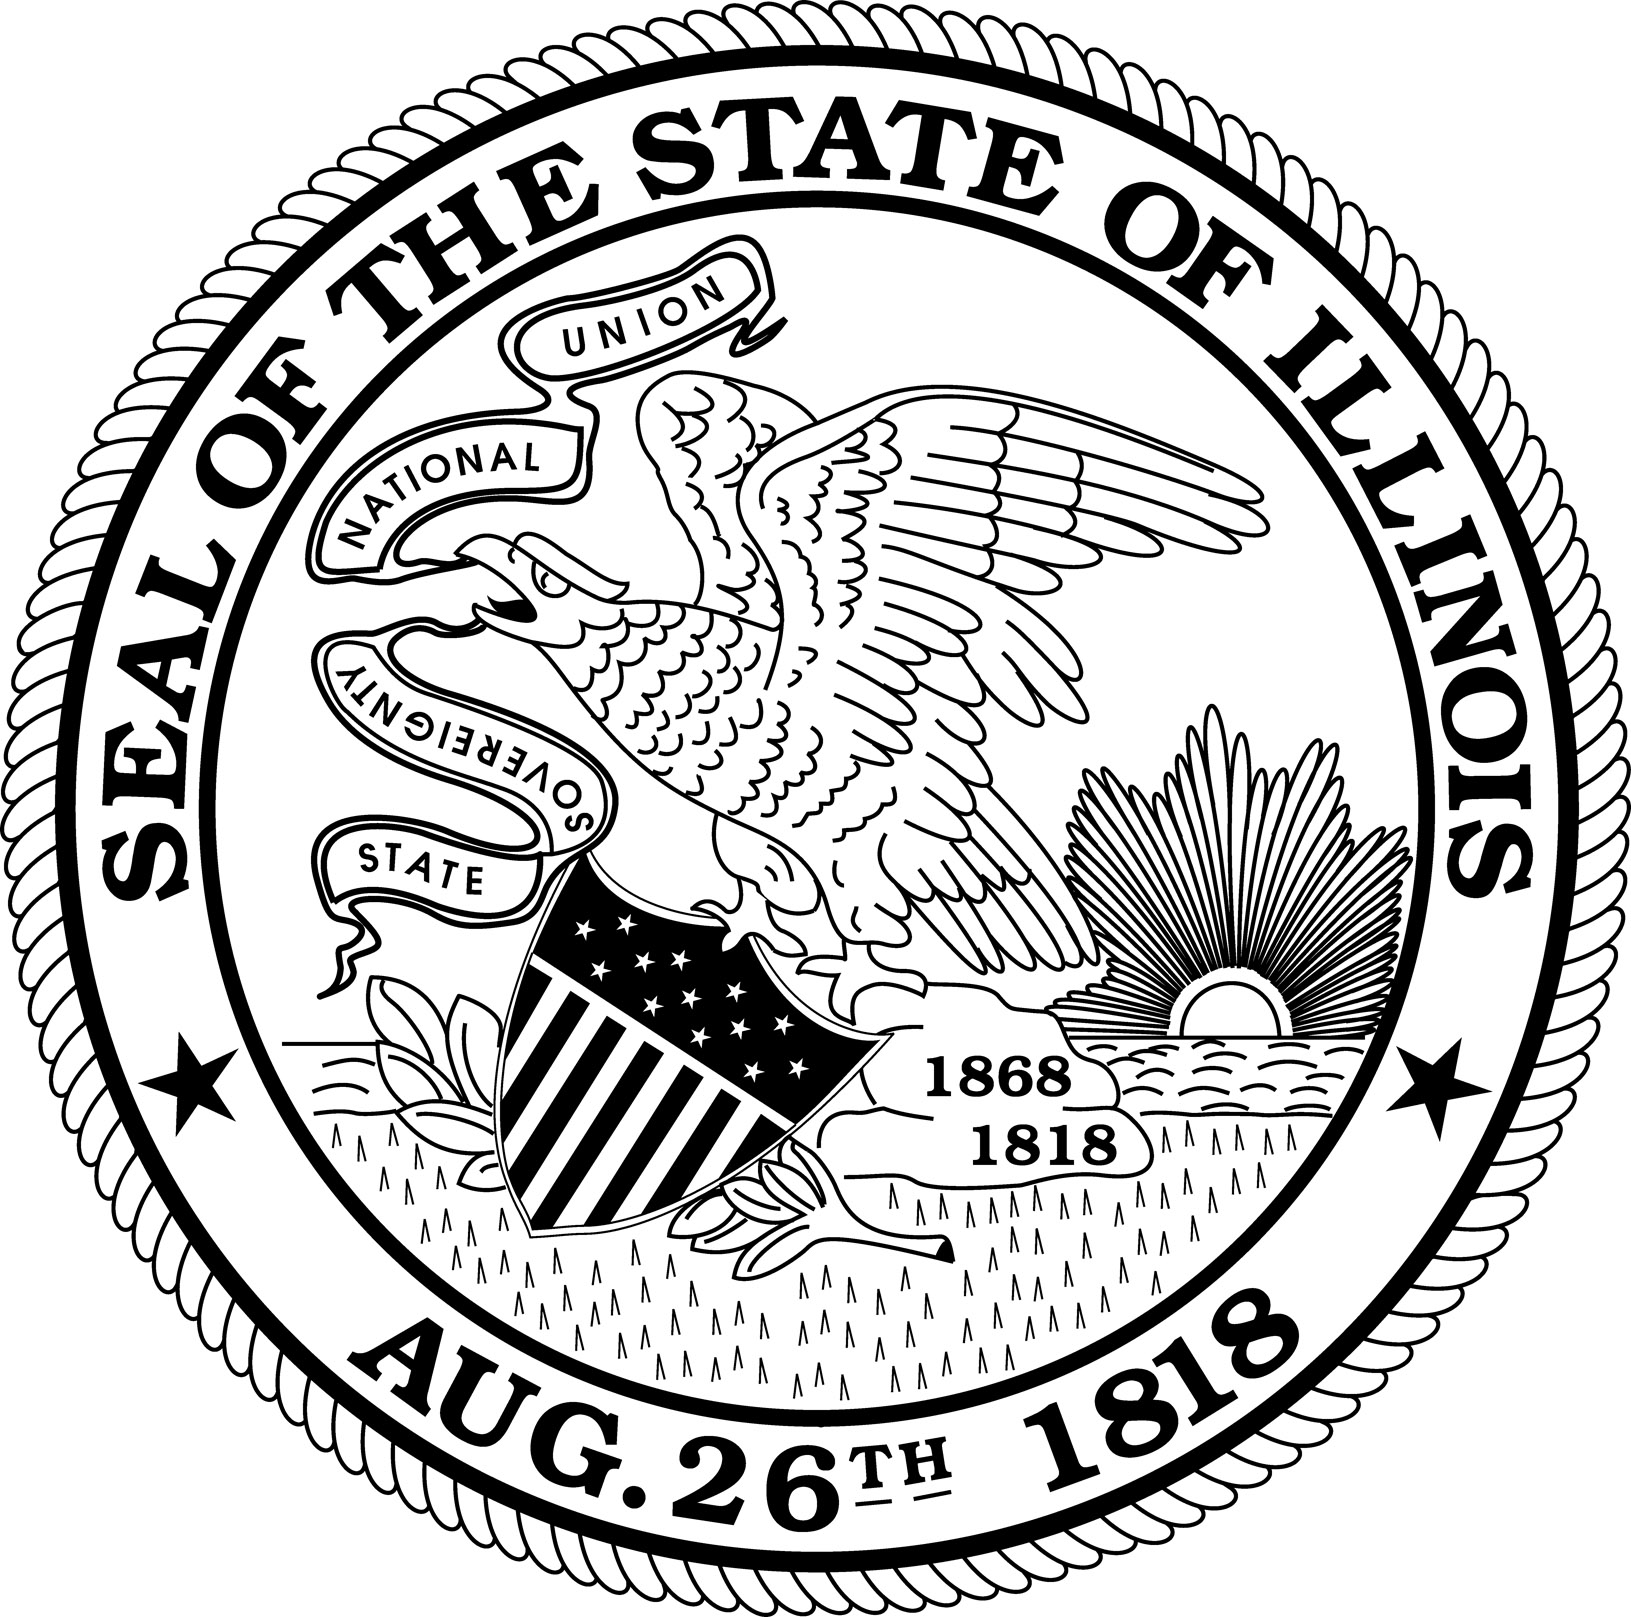 SEAL OF THE STATE OF ILLINOIS
UNION
NATIONAL
SOVEREIGNTY
STATE
1868
1818
AUG. 26TH 1818